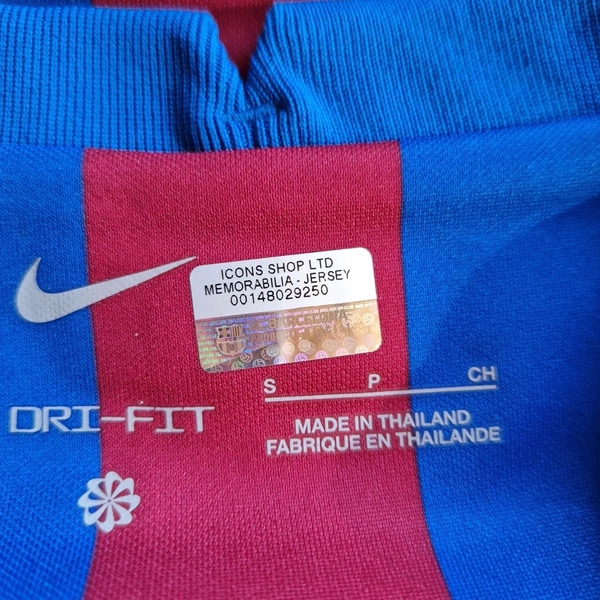 ICONS SHOP LTD
MEMORABILIA - JERSEY
00148029250
S P CH
DRI-FIT
MADE IN THAILAND
FABRIQUE EN THAILANDE